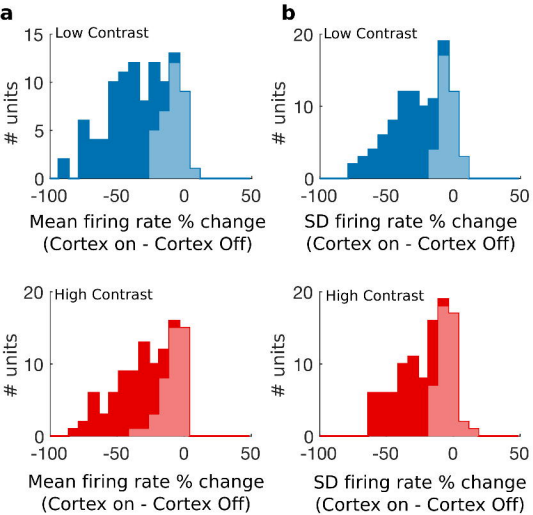 a
15
Low Contrast
10
5
0
# units
-100 -50 0 50
Mean firing rate % change
(Cortex on - Cortex Off)
b
20
Low Contrast
10
0
# units
-100 -50 0 50
SD firing rate % change
(Cortex on - Cortex Off)
20
High Contrast
10
0
# units
-100 -50 0 50
Mean firing rate % change
(Cortex on - Cortex Off)
20
High Contrast
10
0
# units
-100 -50 0 50
SD firing rate % change
(Cortex on - Cortex Off)